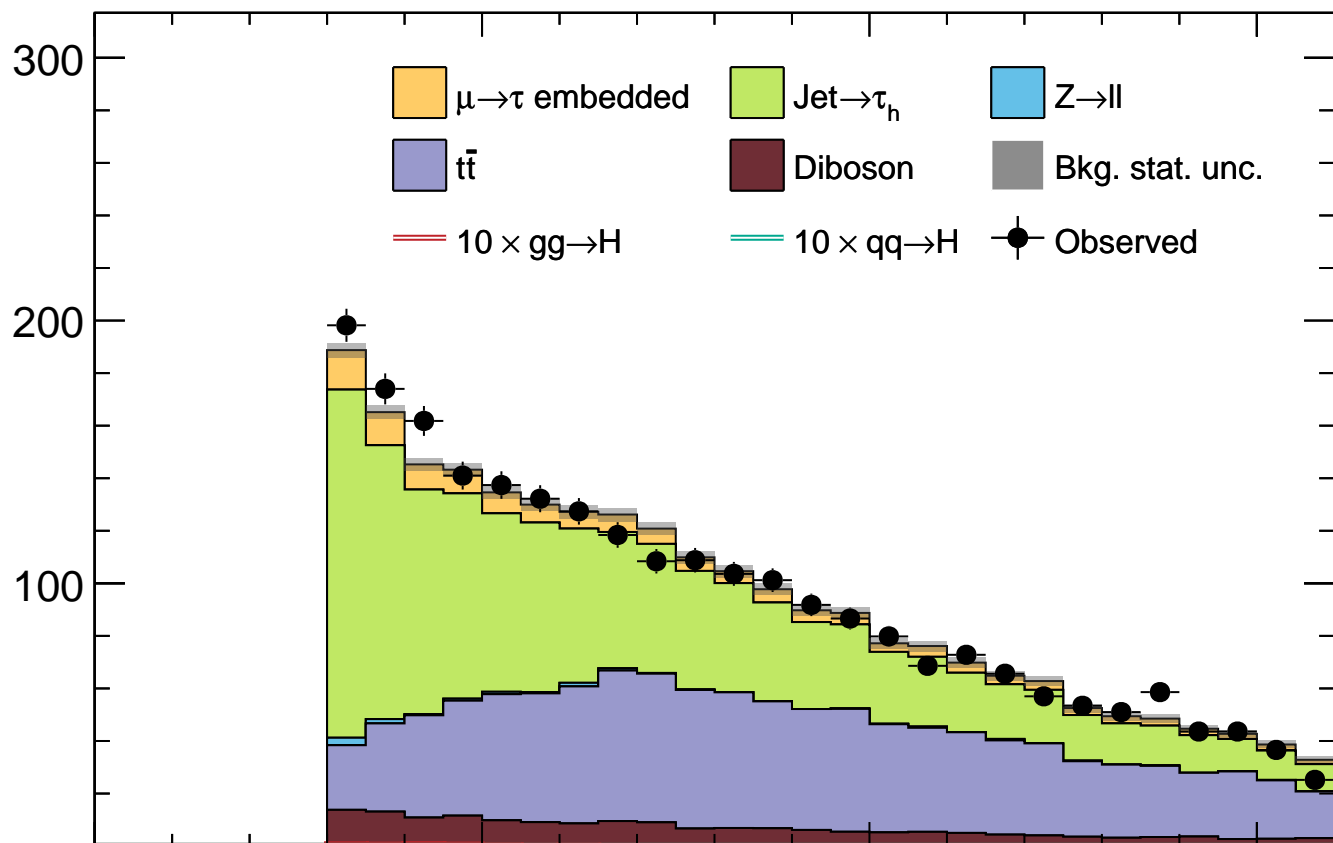 300
μ→τ embedded Jet→τₕ Z→ll
tt̄ Diboson Bkg. stat. unc.
10 × gg→H 10 × qq→H Observed
200
100